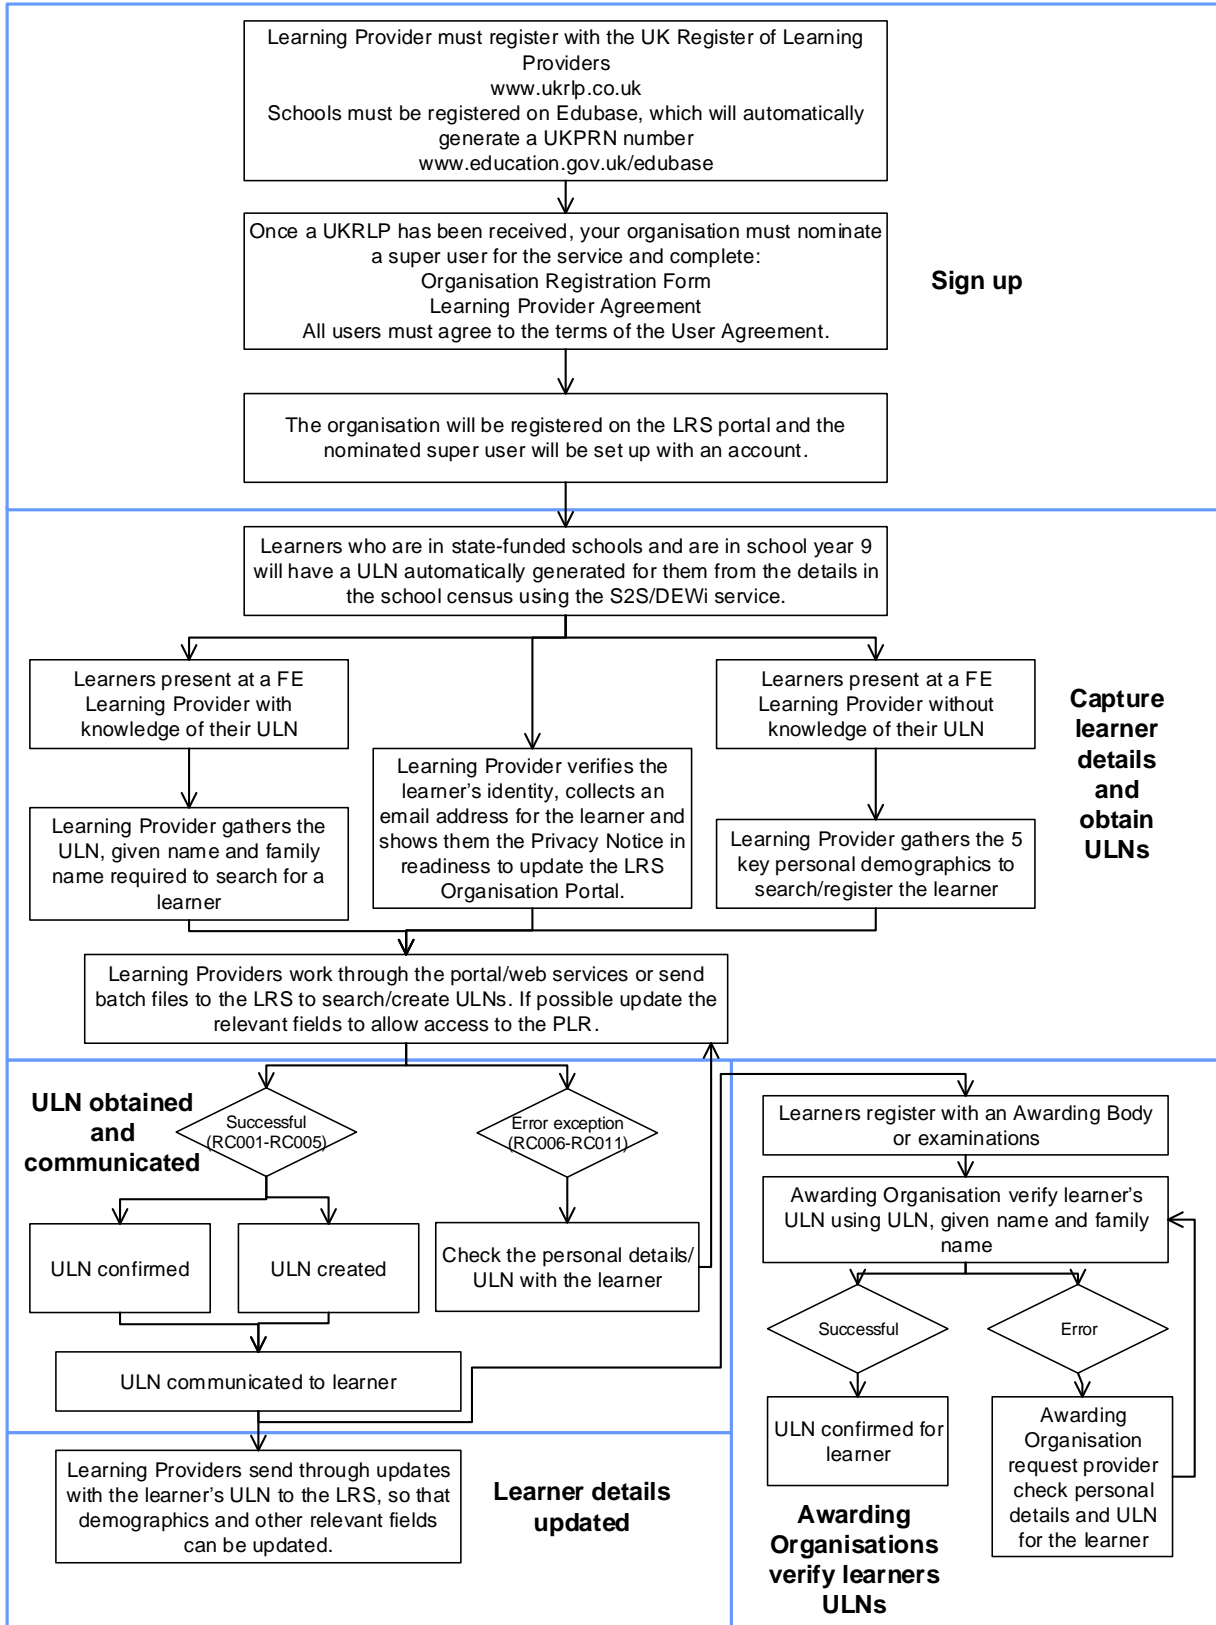 Learning Provider must register with the UK Register of Learning
Providers
www.ukrlp.co.uk
Schools must be registered on Edubase, which will automatically
generate a UKPRN number
www.education.gov.uk/edubase
Once a UKRLP has been received, your organisation must nominate
a super user for the service and complete:
Organisation Registration Form
Learning Provider Agreement
All users must agree to the terms of the User Agreement.
Sign up
The organisation will be registered on the LRS portal and the
nominated super user will be set up with an account.
Learners who are in state-funded schools and are in school year 9
will have a ULN automatically generated for them from the details in
the school census using the S2S/DEWi service.
Learners present at a FE
Learning Provider with
knowledge of their ULN
Learners present at a FE
Learning Provider without
knowledge of their ULN
Capture
learner
details
and
obtain
ULNs
Learning Provider gathers the
ULN, given name and family
name required to search for a
learner
Learning Provider verifies the
learner's identity, collects an
email address for the learner and
shows them the Privacy Notice in
readiness to update the LRS
Organisation Portal.
Learning Provider gathers the 5
key personal demographics to
search/register the learner
Learning Providers work through the portal/web services or send
batch files to the LRS to search/create ULNs. If possible update the
relevant fields to allow access to the PLR.
ULN obtained
and
communicated
Successful
(RC001-RC005)
Error exception
(RC006-RC011)
ULN confirmed
ULN created
Check the personal details/
ULN with the learner
ULN communicated to learner
Learning Providers send through updates
with the learner's ULN to the LRS, so that
demographics and other relevant fields
can be updated.
Learner details
updated
Learners register with an Awarding Body
or examinations
Awarding Organisation verify learner's
ULN using ULN, given name and family
name
Successful
Error
ULN confirmed for
learner
Awarding
Organisation
request provider
check personal
details and ULN
for the learner
Awarding
Organisations
verify learners
ULNs